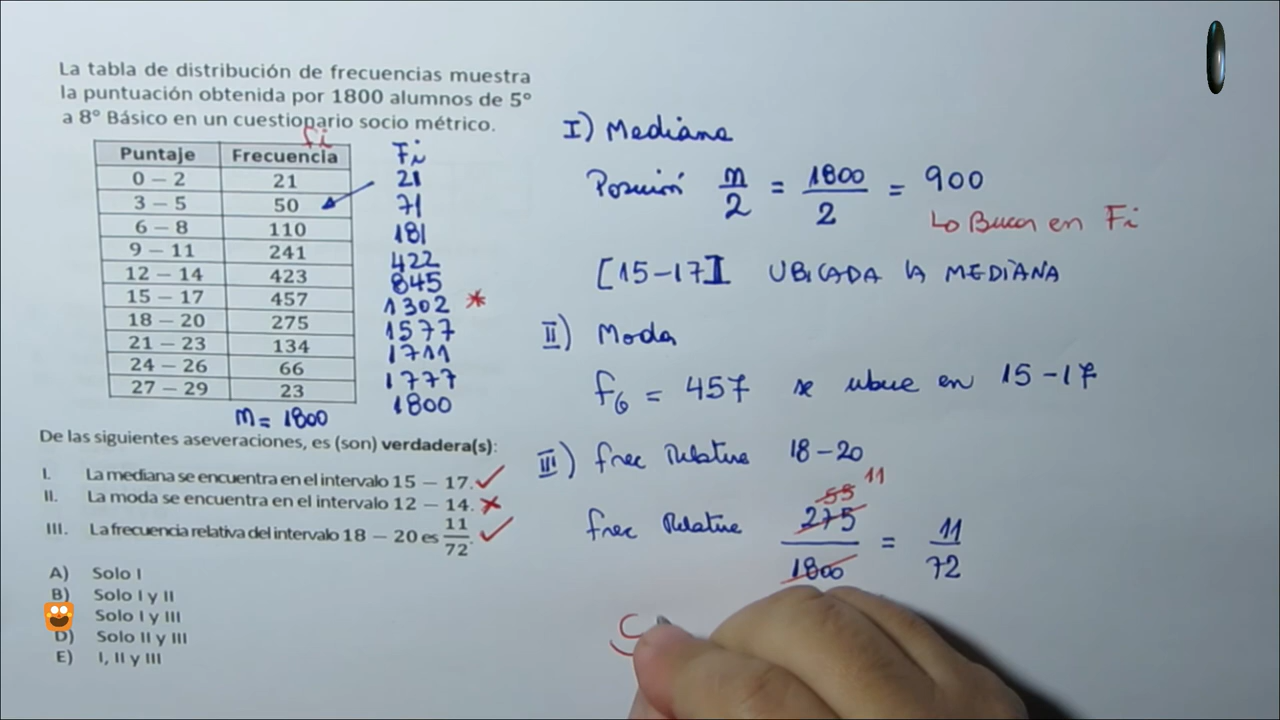 La tabla de distribución de frecuencias muestra
la puntuación obtenida por 1800 alumnos de 5°
a 8° Básico en un cuestionario socio métrico.
fi
Puntaje Frecuencia Fi
0 – 2 21 21
3 – 5 50 71
6 – 8 110 181
9 – 11 241 422
12 – 14 423 845
15 – 17 457 1302 *
18 – 20 275 1577
21 – 23 134 1711
24 – 26 66 1777
27 – 29 23 1800
n = 1800
De las siguientes aseveraciones, es (son) verdadera(s):
I. La mediana se encuentra en el intervalo 15 – 17. ✓
II. La moda se encuentra en el intervalo 12 – 14. ✗
III. La frecuencia relativa del intervalo 18 – 20 es 11/72. ✓
A) Solo I
B) Solo I y II
Solo I y III
D) Solo II y III
E) I, II y III
I) Mediana
Posición n/2 = 1800/2 = 900
Lo Buscar en Fi
[15-17] UBICADA LA MEDIANA
II) Moda
f6 = 457 se ubica en 15-17
III) frec Relativa 18-20
55 11
frec Relativa 275/1800 = 11/72